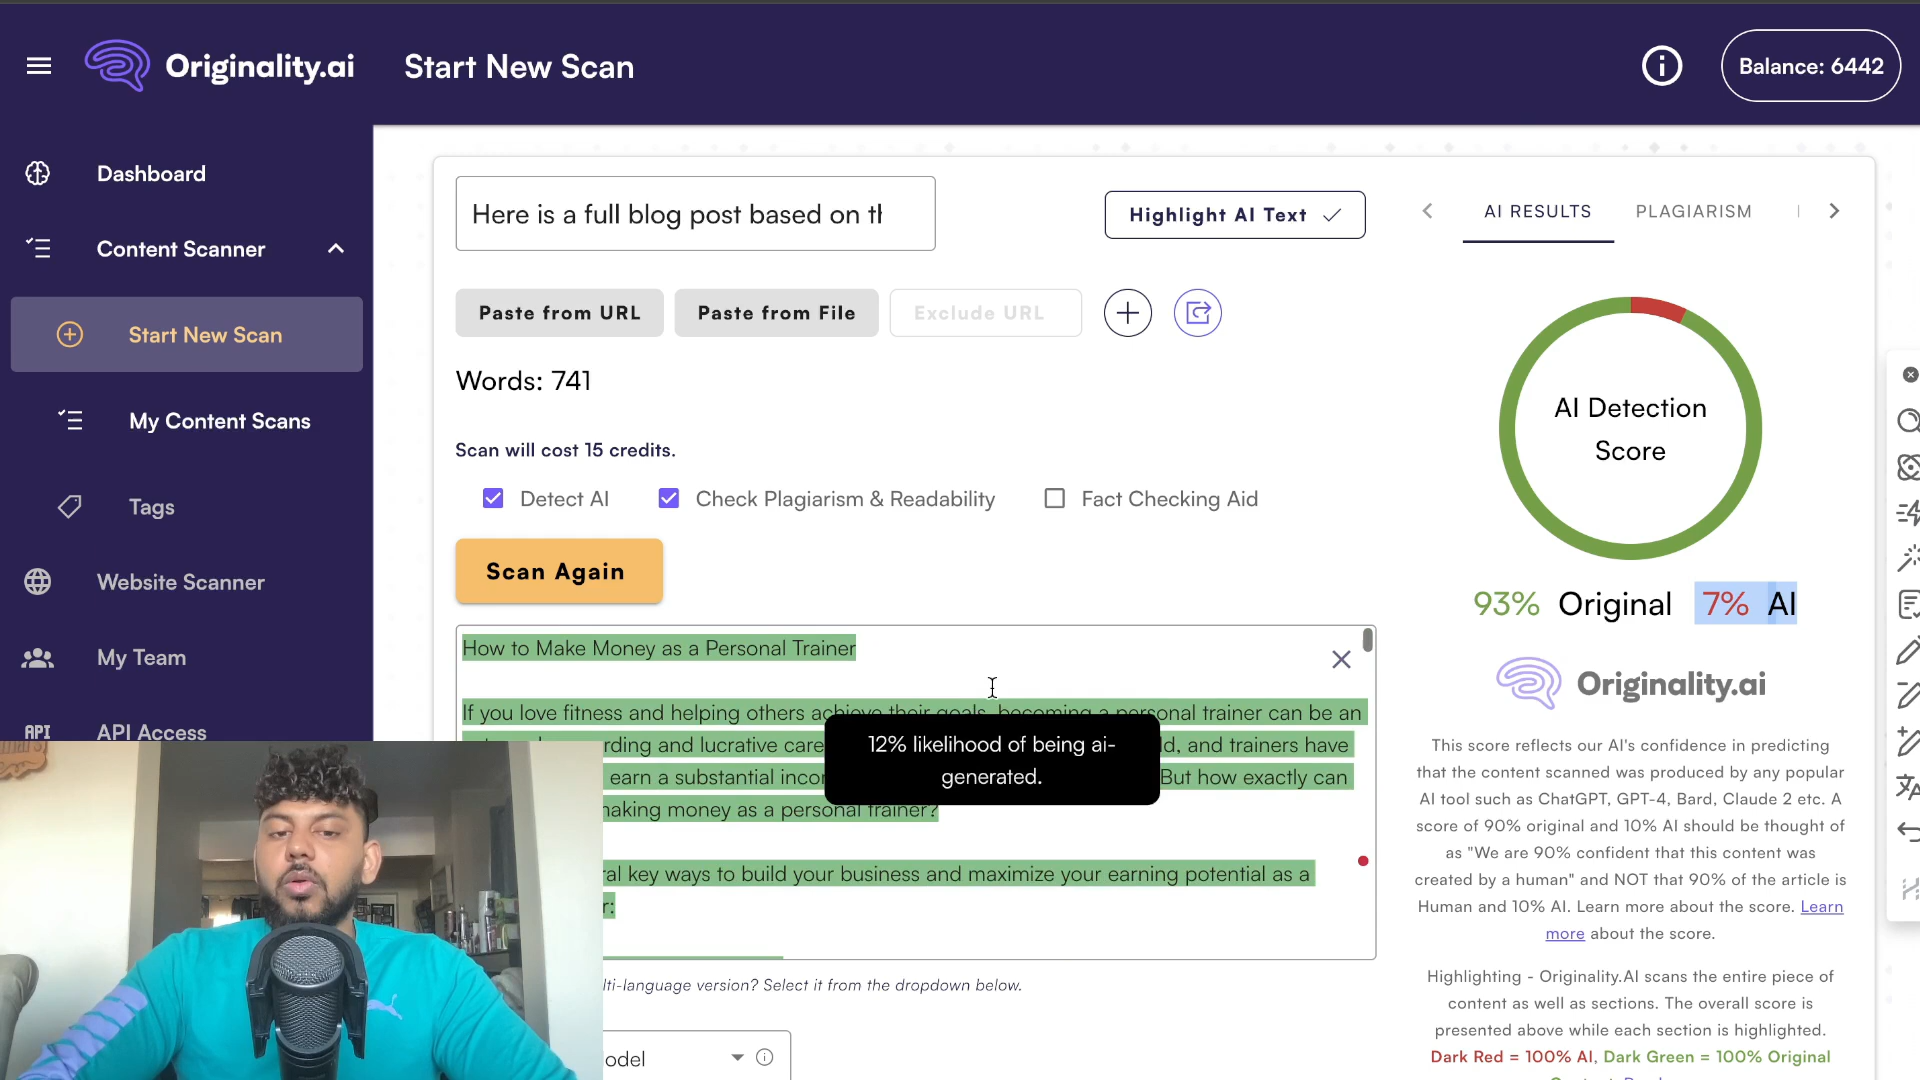 Originality.ai
Start New Scan
Balance: 6442
Dashboard
Content Scanner
Start New Scan
My Content Scans
Tags
Website Scanner
My Team
API
API Access
Here is a full blog post based on th
Highlight AI Text
Paste from URL
Paste from File
Exclude URL
Words: 741
Scan will cost 15 credits.
Detect AI
Check Plagiarism & Readability
Fact Checking Aid
Scan Again
How to Make Money as a Personal Trainer
If you love fitness and helping others achieve their goals, becoming a personal trainer can be an
rding and lucrative care
d, and trainers have
earn a substantial incor
But how exactly can
naking money as a personal trainer?
12% likelihood of being ai-
generated.
ral key ways to build your business and maximize your earning potential as a
r:
lti-language version? Select it from the dropdown below.
odel
AI RESULTS
PLAGIARISM
AI Detection
Score
93% Original 7% AI
Originality.ai
This score reflects our AI's confidence in predicting
that the content scanned was produced by any popular
AI tool such as ChatGPT, GPT-4, Bard, Claude 2 etc. A
score of 90% original and 10% AI should be thought of
as "We are 90% confident that this content was
created by a human" and NOT that 90% of the article is
Human and 10% AI. Learn more about the score. Learn
more about the score.
Highlighting - Originality.AI scans the entire piece of
content as well as sections. The overall score is
presented above while each section is highlighted.
Dark Red = 100% AI, Dark Green = 100% Original